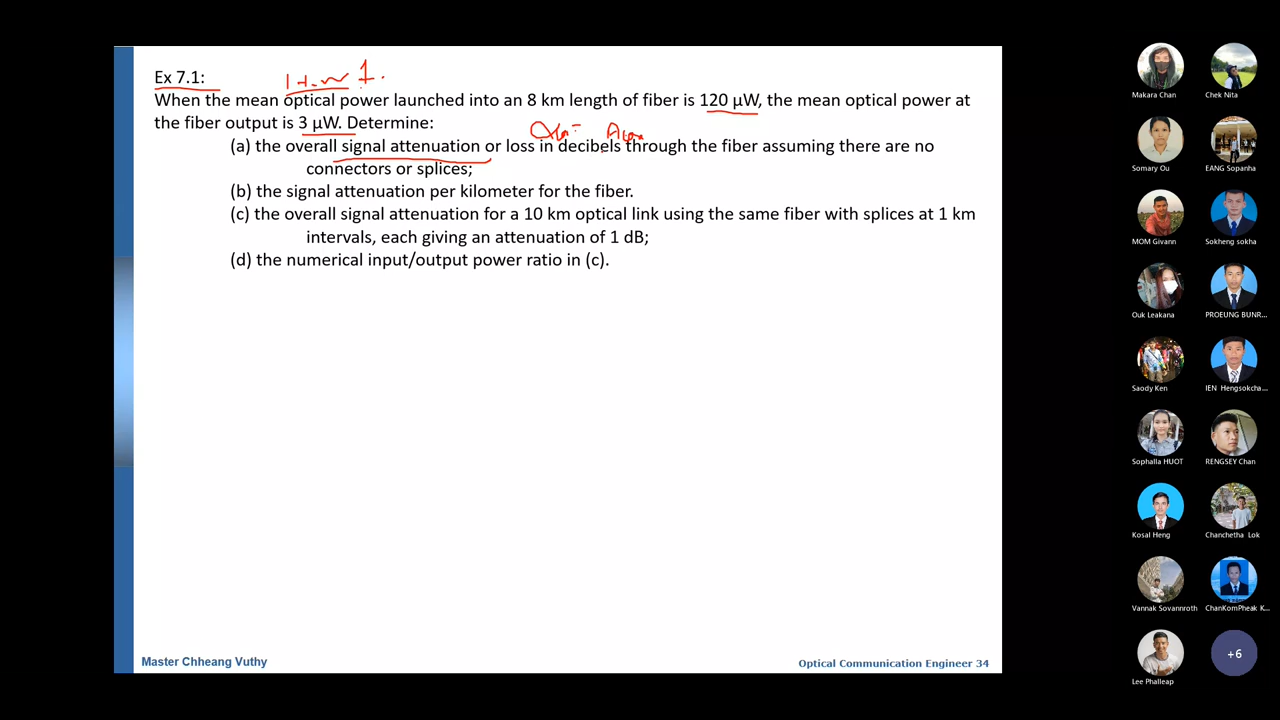 Ex 7.1:
H.w 1.
When the mean optical power launched into an 8 km length of fiber is 120 µW, the mean optical power at
the fiber output is 3 µW. Determine:
(a) the overall signal attenuation or loss in decibels through the fiber assuming there are no
connectors or splices;
(b) the signal attenuation per kilometer for the fiber.
(c) the overall signal attenuation for a 10 km optical link using the same fiber with splices at 1 km
intervals, each giving an attenuation of 1 dB;
(d) the numerical input/output power ratio in (c).
Master Chheang Vuthy
Optical Communication Engineer 34
Makara Chan
Chek Nita
Somary Ou
EANG Sopanha
MOM Givann
Sokheng sokha
Ouk Leakana
PROEUNG BUNR...
Saody Ken
IEN Hengsokcha...
Sophalla HUOT
RENGSEY Chan
Kosal Heng
Chanchetha Lok
Vannak Sovannroth
ChanKomPheak K...
Lee Phalleap
+6